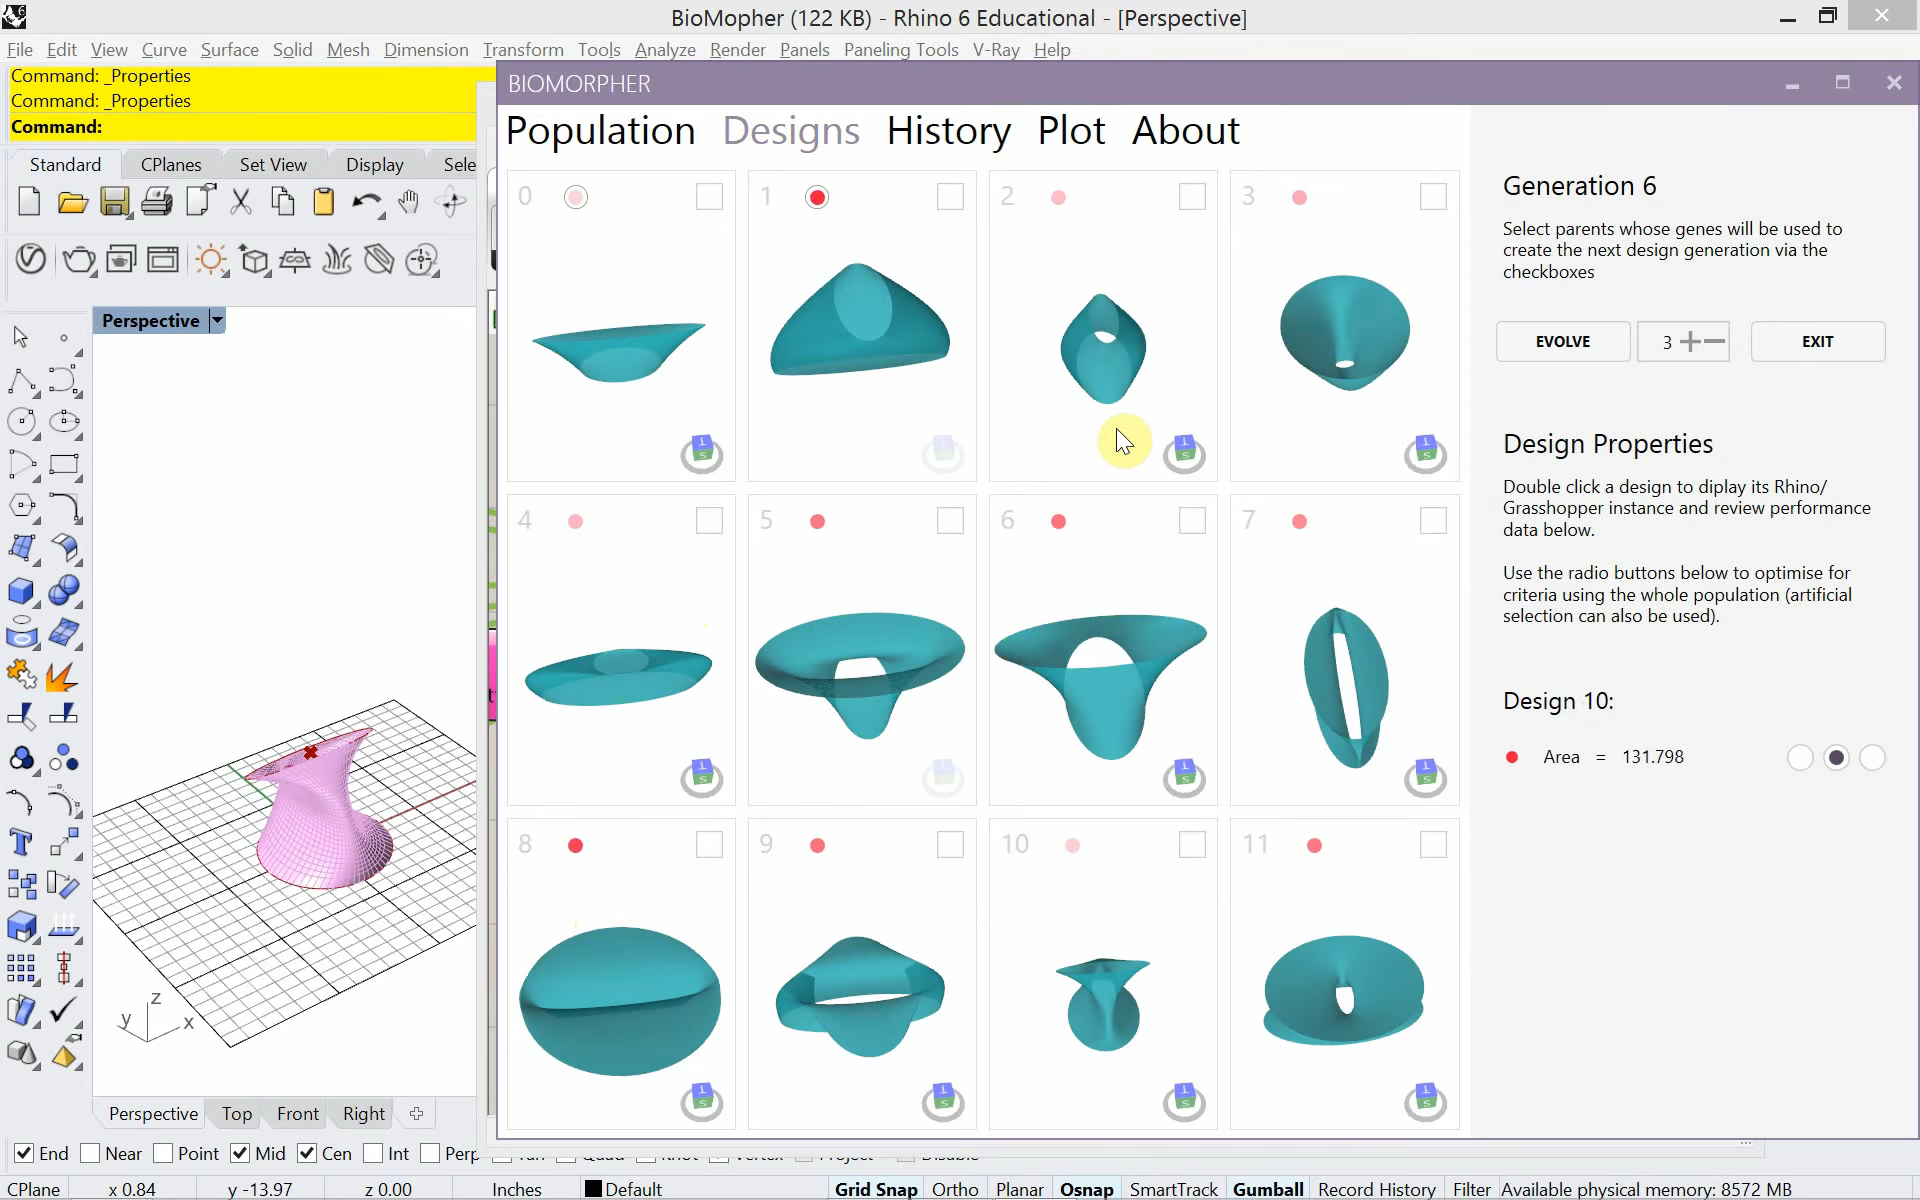 BioMopher (122 KB) - Rhino 6 Educational - [Perspective]
File Edit View Curve Surface Solid Mesh Dimension Transform Tools Analyze Render Panels Paneling Tools V-Ray Help
Command: _Properties
Command: _Properties
Command:
BIOMORPHER
Population Designs History Plot About
Standard CPlanes Set View Display Sele
0 1 2 3
Generation 6
Select parents whose genes will be used to
create the next design generation via the
checkboxes
EVOLVE 3 EXIT
Perspective
Design Properties
Double click a design to diplay its Rhino/
Grasshopper instance and review performance
data below.
Use the radio buttons below to optimise for
criteria using the whole population (artificial
selection can also be used).
4 5 6 7
Design 10:
Area = 131.798
8 9 10 11
z
y
x
Perspective Top Front Right
End Near Point Mid Cen Int Perp
CPlane x 0.84 y -13.97 z 0.00 Inches Default Grid Snap Ortho Planar Osnap SmartTrack Gumball Record History Filter Available physical memory: 8572 MB